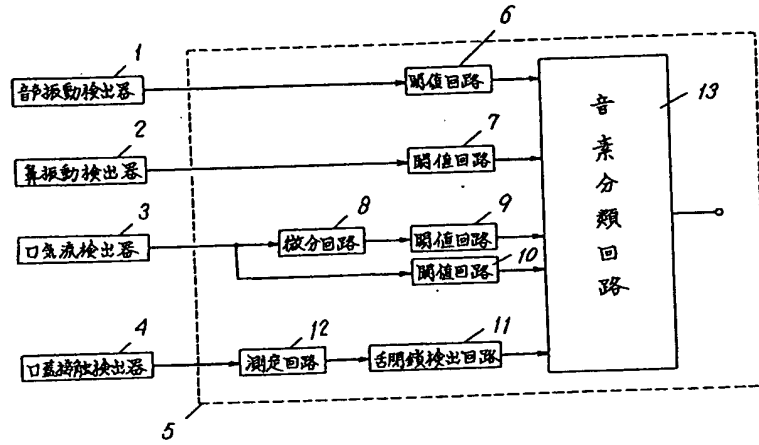 6
1
音声振動検出器
閾値回路
13
2
7
鼻振動検出器
閾値回路
3
8
9
口気流検出器
微分回路
閾値回路
10
閾値回路
音素分類回路
4
12
11
口蓋接触検出器
測定回路
舌閉鎖検出回路
5